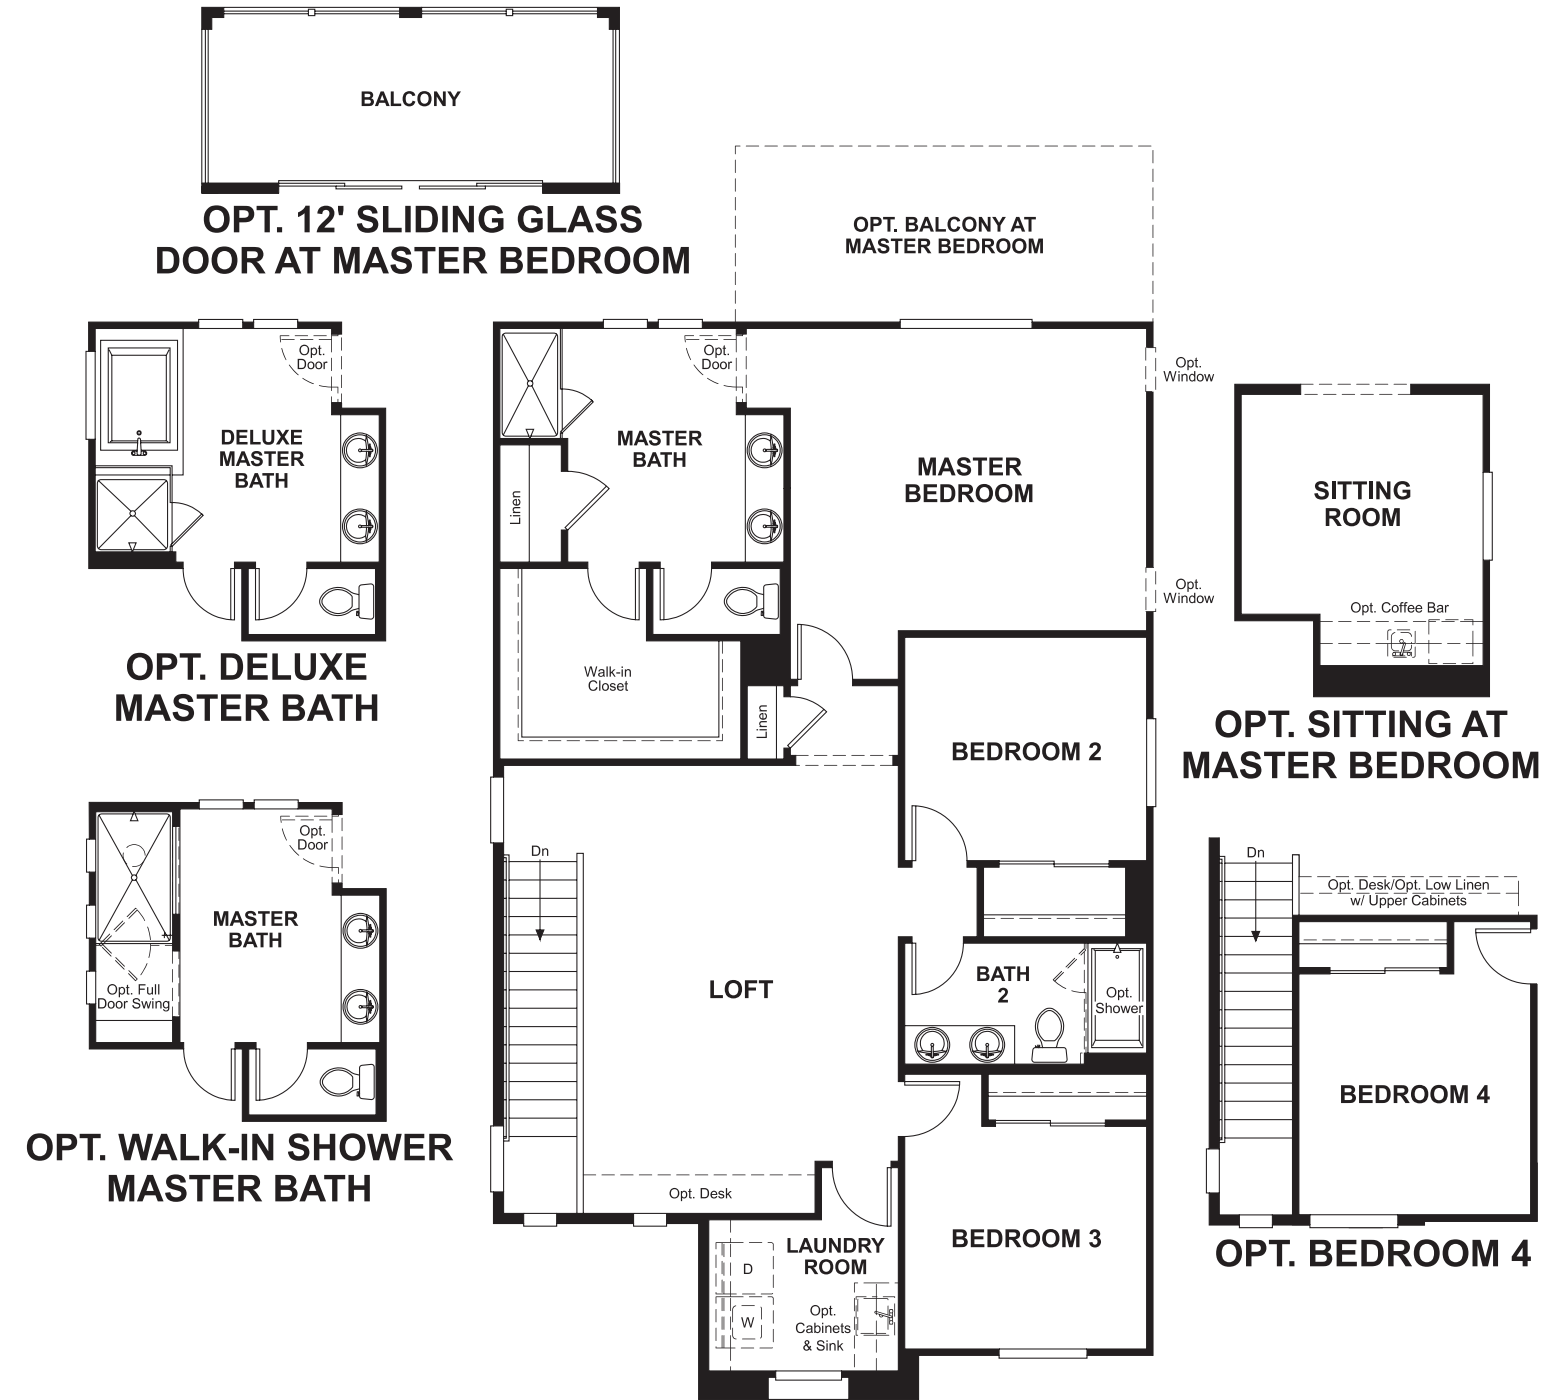 BALCONY
OPT. 12' SLIDING GLASS
DOOR AT MASTER BEDROOM
OPT. BALCONY AT
MASTER BEDROOM
Opt.
Door
DELUXE
MASTER
BATH
OPT. DELUXE
MASTER BATH
Opt.
Door
MASTER
BATH
Linen
MASTER
BEDROOM
Opt.
Window
Opt.
Window
Walk-in
Closet
Linen
BEDROOM 2
SITTING
ROOM
Opt. Coffee Bar
OPT. SITTING AT
MASTER BEDROOM
Opt.
Door
MASTER
BATH
Opt. Full
Door Swing
OPT. WALK-IN SHOWER
MASTER BATH
Dn
LOFT
BATH
2
Opt.
Shower
Opt. Desk
LAUNDRY
ROOM
D
W
Opt.
Cabinets
& Sink
BEDROOM 3
Dn
Opt. Desk/Opt. Low Linen
w/ Upper Cabinets
BEDROOM 4
OPT. BEDROOM 4